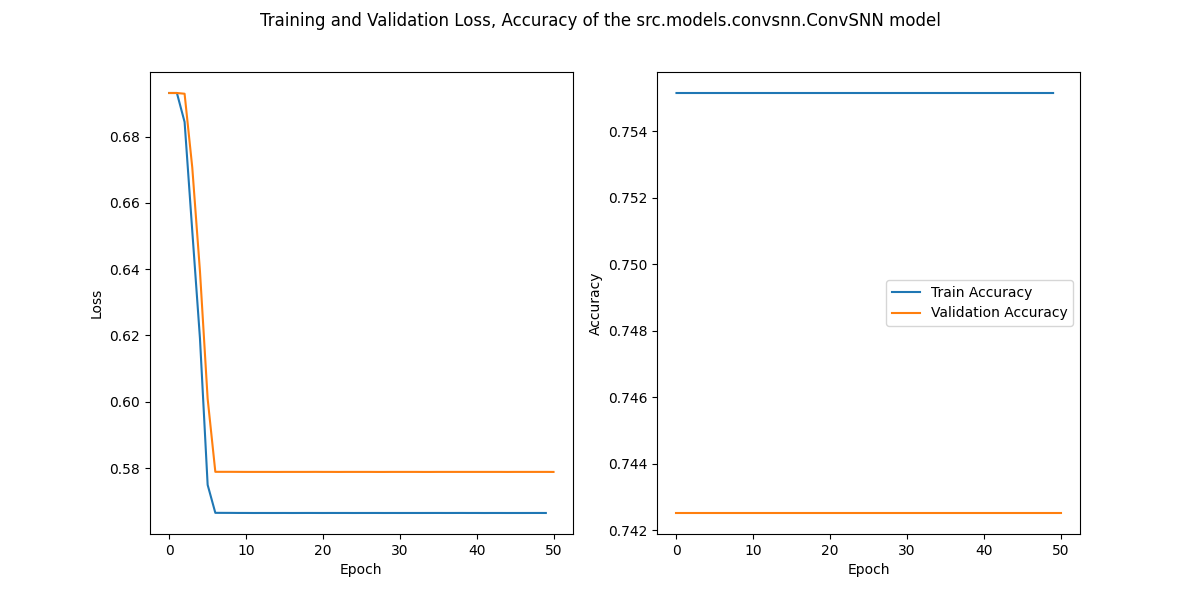 Training and Validation Loss, Accuracy of the src.models.convsnn.ConvSNN model
Loss
0.68
0.66
0.64
0.62
0.60
0.58
0 10 20 30 40 50
Epoch
Accuracy
0.754
0.752
0.750
0.748
0.746
0.744
0.742
Train Accuracy
Validation Accuracy
0 10 20 30 40 50
Epoch